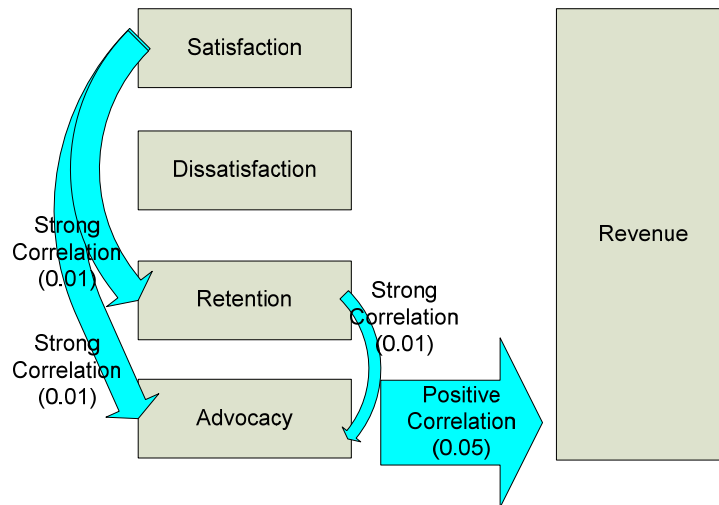 Satisfaction
Dissatisfaction
Strong
Correlation
(0.01)
Revenue
Retention
Strong
Correlation
(0.01)
Strong
Correlation
(0.01)
Advocacy
Positive
Correlation
(0.05)